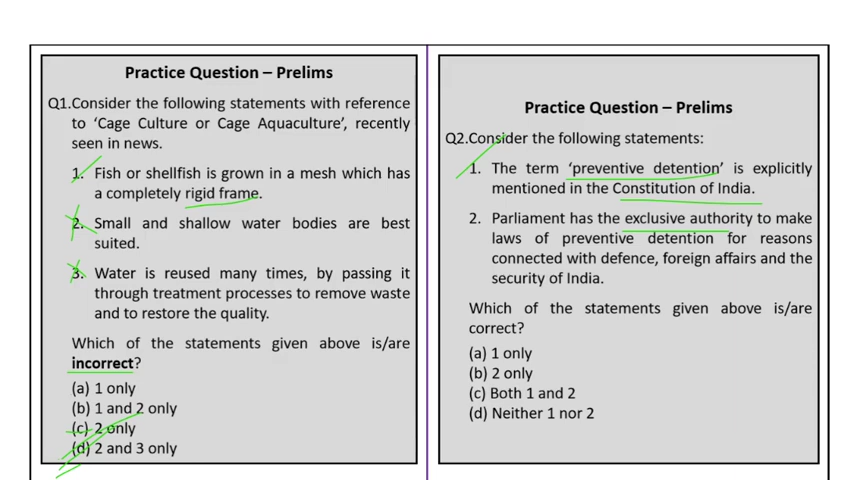 Practice Question – Prelims
Q1.Consider the following statements with reference
to 'Cage Culture or Cage Aquaculture', recently
seen in news.
1. Fish or shellfish is grown in a mesh which has
a completely rigid frame.
2. Small and shallow water bodies are best
suited.
3. Water is reused many times, by passing it
through treatment processes to remove waste
and to restore the quality.
Which of the statements given above is/are
incorrect?
(a) 1 only
(b) 1 and 2 only
(c) 2 only
(d) 2 and 3 only
Practice Question – Prelims
Q2.Consider the following statements:
1. The term 'preventive detention' is explicitly
mentioned in the Constitution of India.
2. Parliament has the exclusive authority to make
laws of preventive detention for reasons
connected with defence, foreign affairs and the
security of India.
Which of the statements given above is/are
correct?
(a) 1 only
(b) 2 only
(c) Both 1 and 2
(d) Neither 1 nor 2